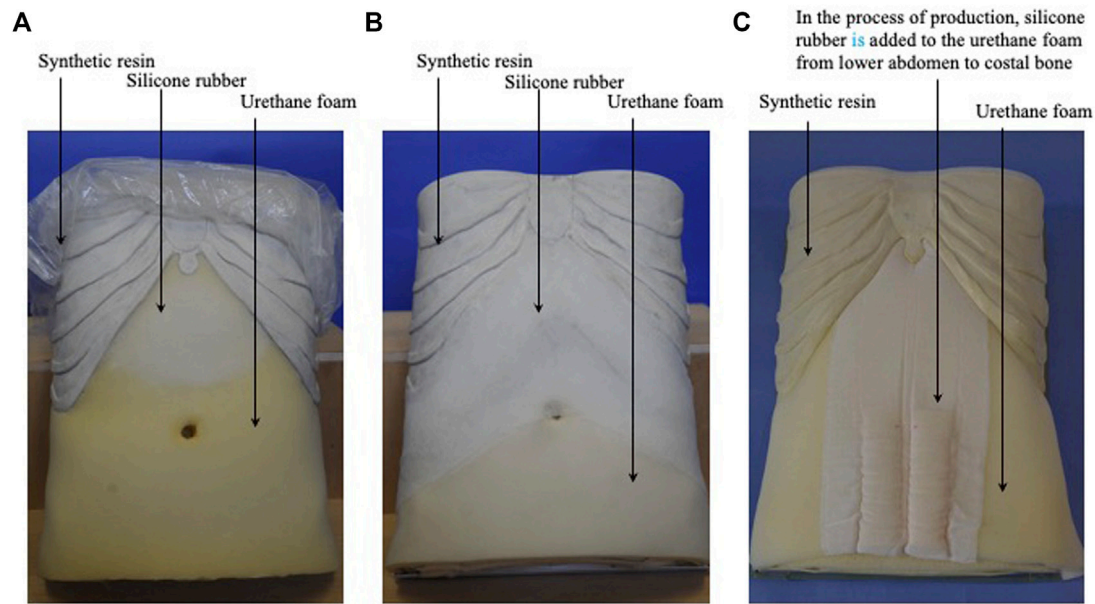 A
Synthetic resin
Silicone rubber
Urethane foam
B
Synthetic resin
Silicone rubber
Urethane foam
C
In the process of production, silicone
rubber is added to the urethane foam
from lower abdomen to costal bone
Synthetic resin
Urethane foam